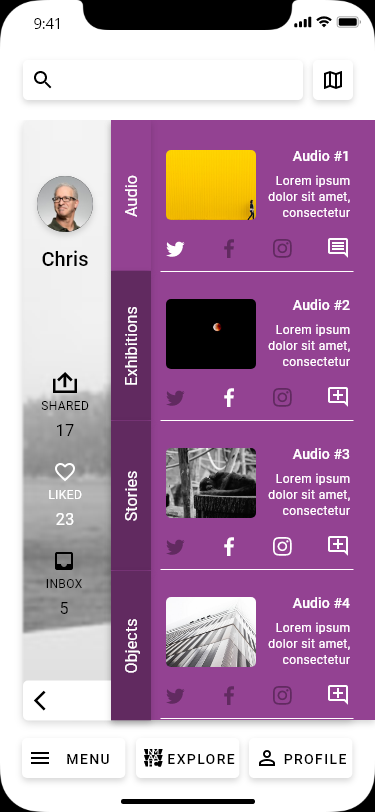 9:41
Chris
SHARED
17
LIKED
23
INBOX
5
Audio
Exhibitions
Stories
Objects
Audio #1
Lorem ipsum
dolor sit amet,
consectetur
Audio #2
Lorem ipsum
dolor sit amet,
consectetur
Audio #3
Lorem ipsum
dolor sit amet,
consectetur
Audio #4
Lorem ipsum
dolor sit amet,
consectetur
MENU
EXPLORE
PROFILE